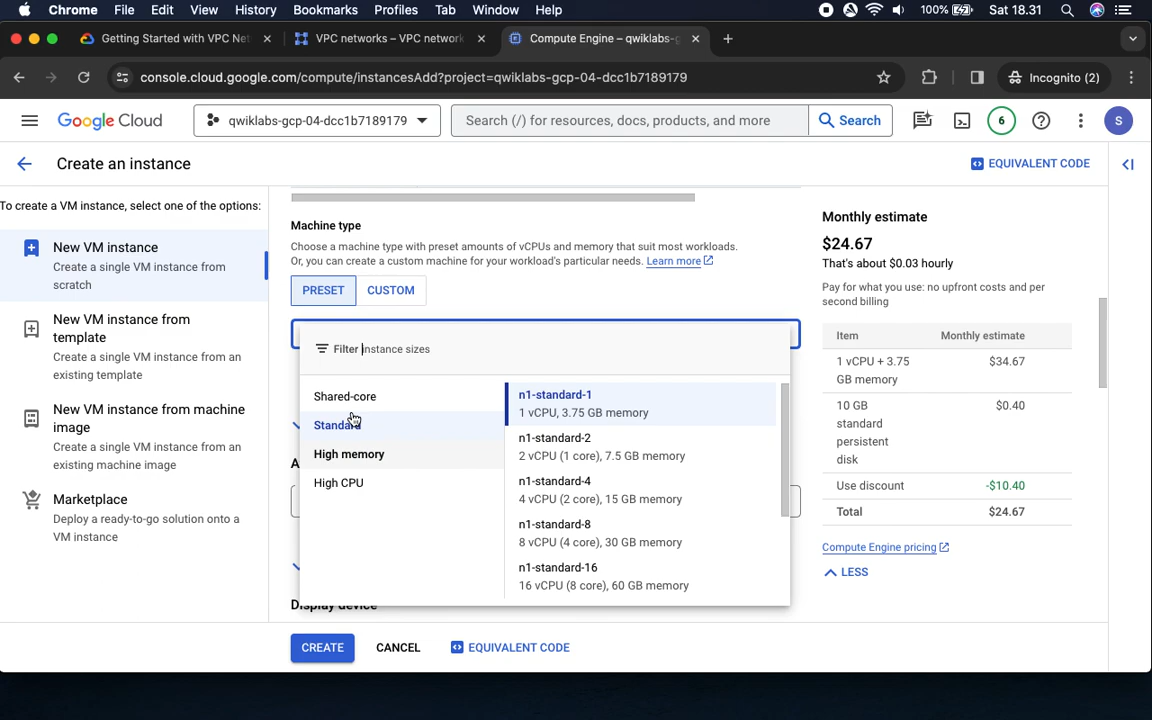 Chrome File Edit View History Bookmarks Profiles Tab Window Help 100% Sat 18.31
Getting Started with VPC Net
VPC networks – VPC network
Compute Engine – qwiklabs-g
console.cloud.google.com/compute/instancesAdd?project=qwiklabs-gcp-04-dcc1b7189179
Incognito (2)
Google Cloud
qwiklabs-gcp-04-dcc1b7189179
Search (/) for resources, docs, products, and more
Search
6
S
Create an instance
EQUIVALENT CODE
To create a VM instance, select one of the options:
New VM instance
Create a single VM instance from
scratch
New VM instance from
template
Create a single VM instance from an
existing template
New VM instance from machine
image
Create a single VM instance from an
existing machine image
Marketplace
Deploy a ready-to-go solution onto a
VM instance
Machine type
Choose a machine type with preset amounts of vCPUs and memory that suit most workloads.
Or, you can create a custom machine for your workload's particular needs. Learn more
PRESET
CUSTOM
Filter instance sizes
Shared-core
Standard
High memory
High CPU
n1-standard-1
1 vCPU, 3.75 GB memory
n1-standard-2
2 vCPU (1 core), 7.5 GB memory
n1-standard-4
4 vCPU (2 core), 15 GB memory
n1-standard-8
8 vCPU (4 core), 30 GB memory
n1-standard-16
16 vCPU (8 core), 60 GB memory
Display device
CREATE
CANCEL
EQUIVALENT CODE
Monthly estimate
$24.67
That's about $0.03 hourly
Pay for what you use: no upfront costs and per
second billing
Item Monthly estimate
1 vCPU + 3.75 $34.67
GB memory
10 GB $0.40
standard
persistent
disk
Use discount -$10.40
Total $24.67
Compute Engine pricing
LESS